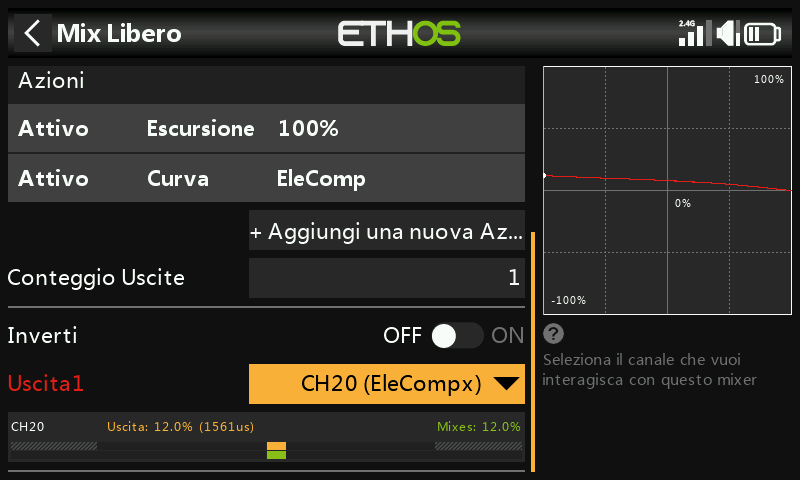 Mix Libero
ETHOS
2.4G
Azioni
Attivo Escursione 100%
Attivo Curva EleComp
+ Aggiungi una nuova Az...
Conteggio Uscite 1
Inverti OFF ON
Uscita1 CH20 (EleCompx)
CH20 Uscita: 12.0% (1561us) Mixes: 12.0%
100%
0%
-100%
?
Seleziona il canale che vuoi
interagisca con questo mixer